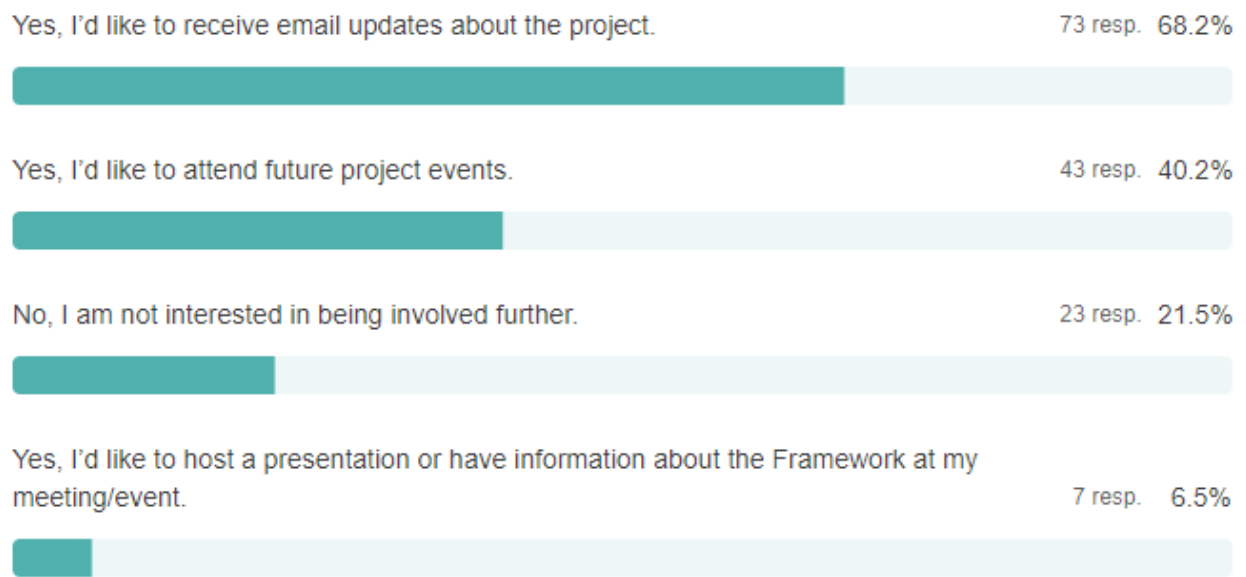 Yes, I’d like to receive email updates about the project. 73 resp. 68.2%
Yes, I’d like to attend future project events. 43 resp. 40.2%
No, I am not interested in being involved further. 23 resp. 21.5%
Yes, I’d like to host a presentation or have information about the Framework at my
meeting/event. 7 resp. 6.5%